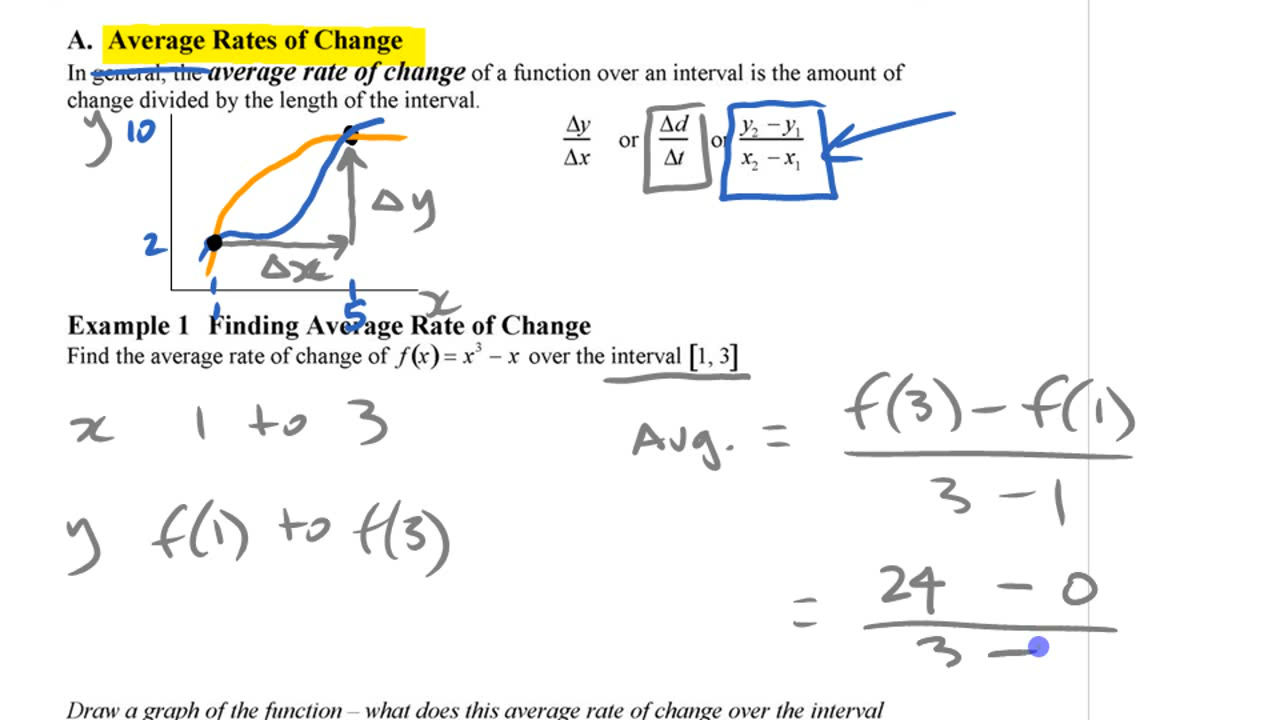 A. Average Rates of Change
In general, the average rate of change of a function over an interval is the amount of
change divided by the length of the interval.
y 10
Δy/Δx or Δd/Δt or y₂ − y₁/x₂ − x₁
Δy
2
Δx
1 5 x
Example 1 Finding Average Rate of Change
Find the average rate of change of f(x) = x³ − x over the interval [1, 3]
x 1 to 3
Avg. = f(3) − f(1)
3 − 1
y f(1) to f(3)
= 24 − 0
3 −
Draw a graph of the function – what does this average rate of change over the interval